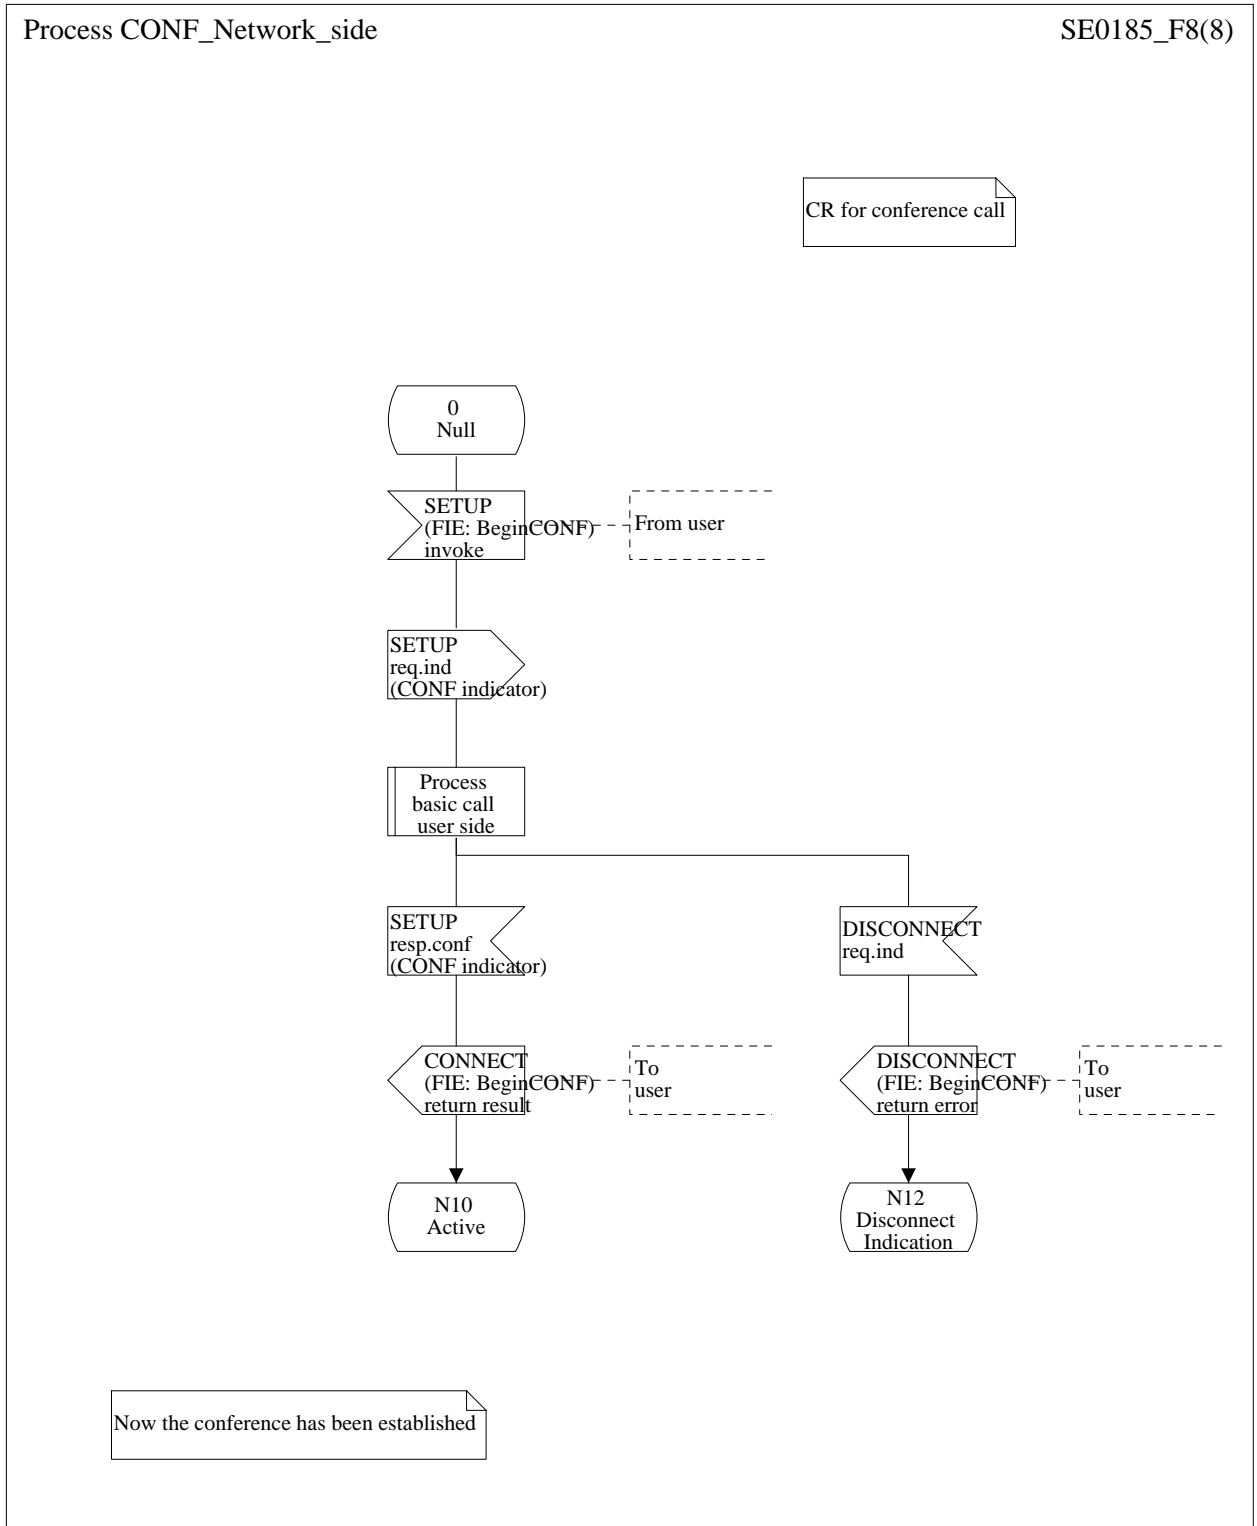 Process CONF_Network_side
SE0185_F8(8)
CR for conference call
0
Null
SETUP
(FIE: BeginCONF)
invoke
From user
SETUP
req.ind
(CONF indicator)
Process
basic call
user side
SETUP
resp.conf
(CONF indicator)
DISCONNECT
req.ind
CONNECT
(FIE: BeginCONF)
return result
To
user
DISCONNECT
(FIE: BeginCONF)
return error
To
user
N10
Active
N12
Disconnect
Indication
Now the conference has been established